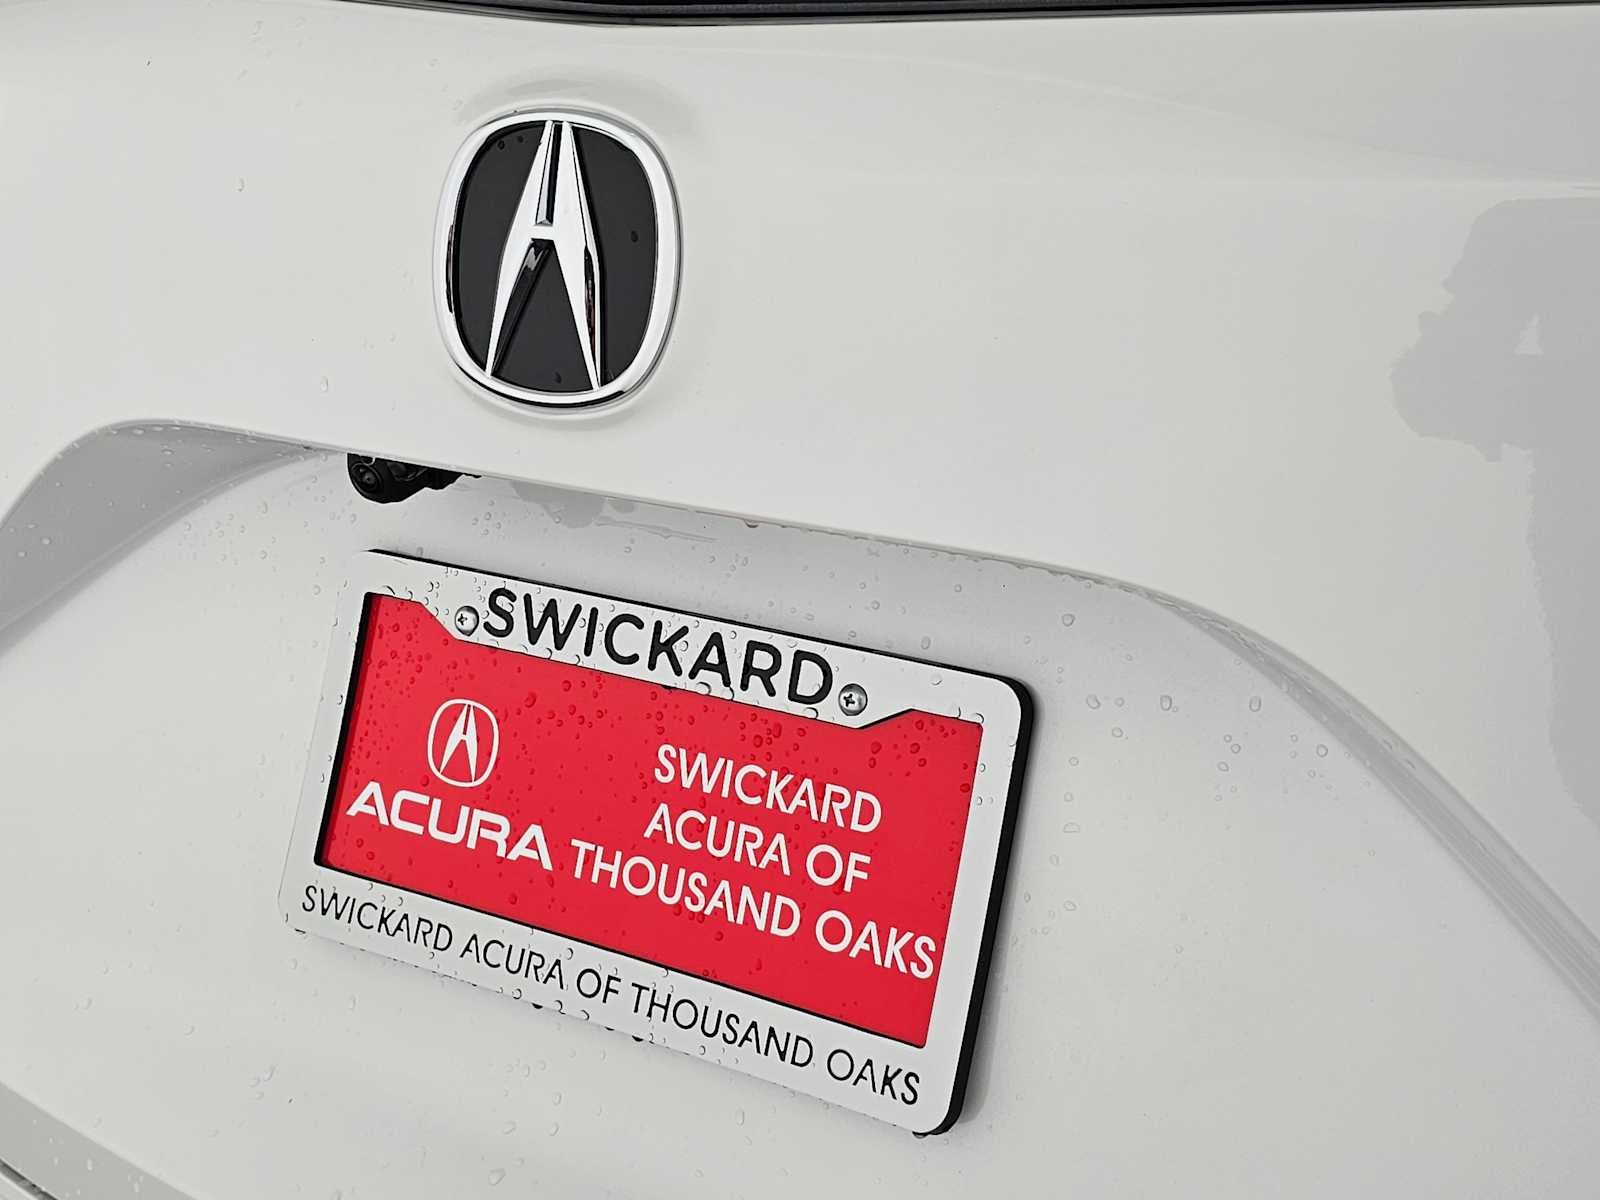 SWICKARD
ACURA
SWICKARD
ACURA OF
THOUSAND OAKS
SWICKARD ACURA OF THOUSAND OAKS